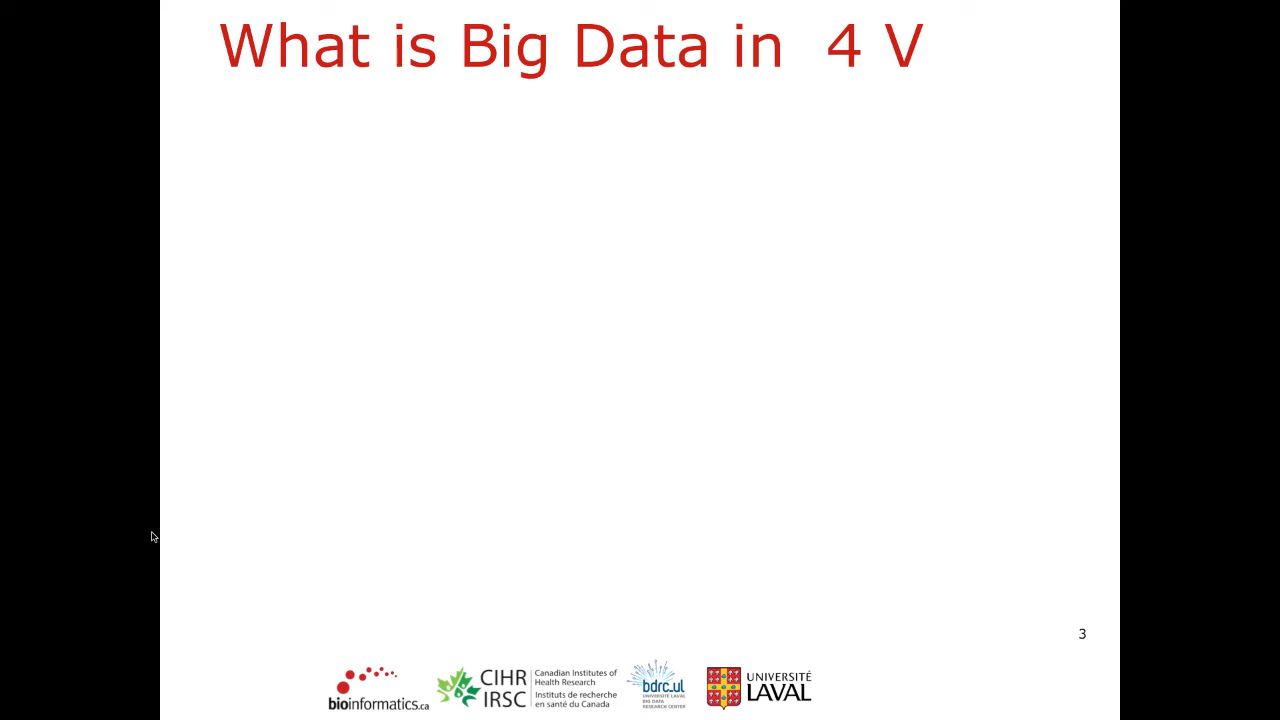 What is Big Data in  4 V
3
bioinformatics.ca
CIHR
IRSC
Canadian Institutes of
Health Research
Instituts de recherche
en santé du Canada
bdrc.ul
UNIVERSITÉ LAVAL
BIG DATA
RESEARCH CENTER
UNIVERSITÉ
LAVAL